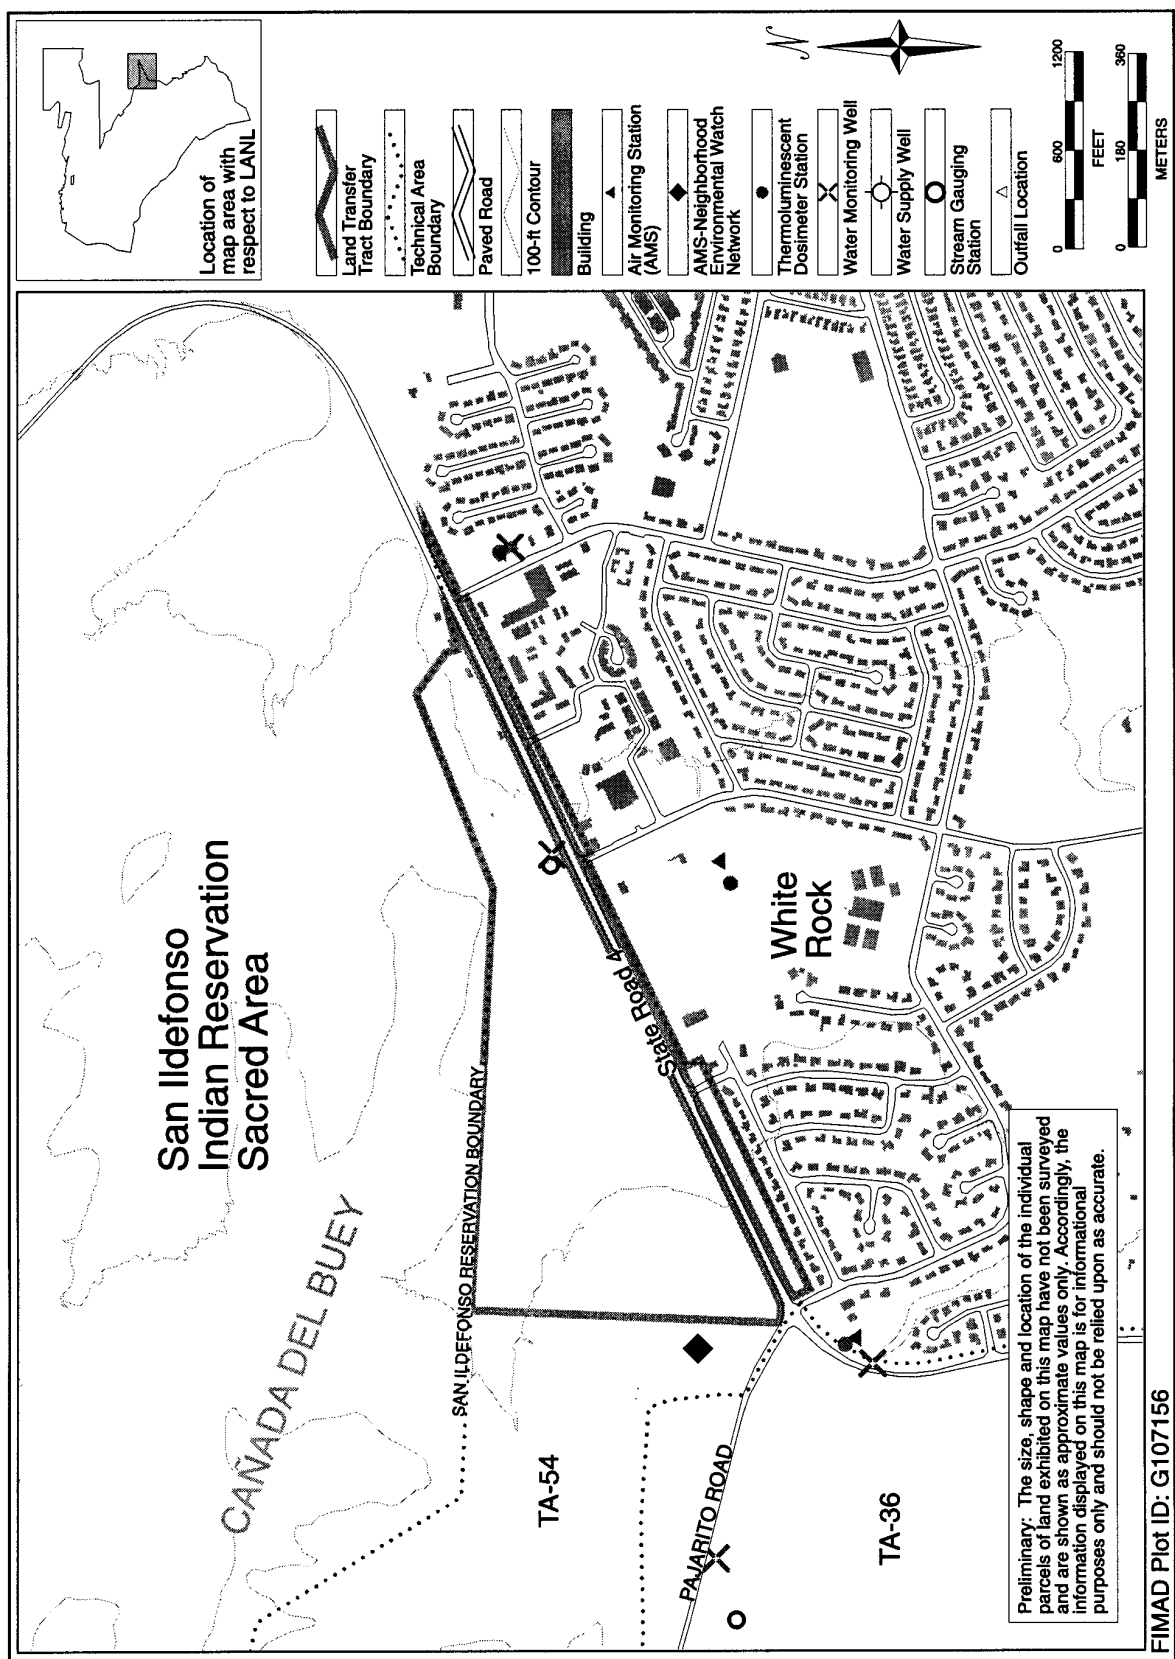 San Ildefonso
Indian Reservation
Sacred Area
CAÑADA DEL BUEY
SAN ILDEFONSO RESERVATION BOUNDARY
State Road 4
White
Rock
TA-54
PAJARITO ROAD
TA-36
Preliminary: The size, shape and location of the individual
parcels of land exhibited on this map have not been surveyed
and are shown as approximate values only. Accordingly, the
information displayed on this map is for informational
purposes only and should not be relied upon as accurate.
Location of
map area with
respect to LANL
Land Transfer
Tract Boundary
Technical Area
Boundary
Paved Road
100-ft Contour
Building
Air Monitoring Station
(AMS)
AMS-Neighborhood
Environmental Watch
Network
Thermoluminescent
Dosimeter Station
Water Monitoring Well
Water Supply Well
Stream Gauging
Station
Outfall Location
N
0 600 1200
FEET
0 180 360
METERS
FIMAD Plot ID: G107156